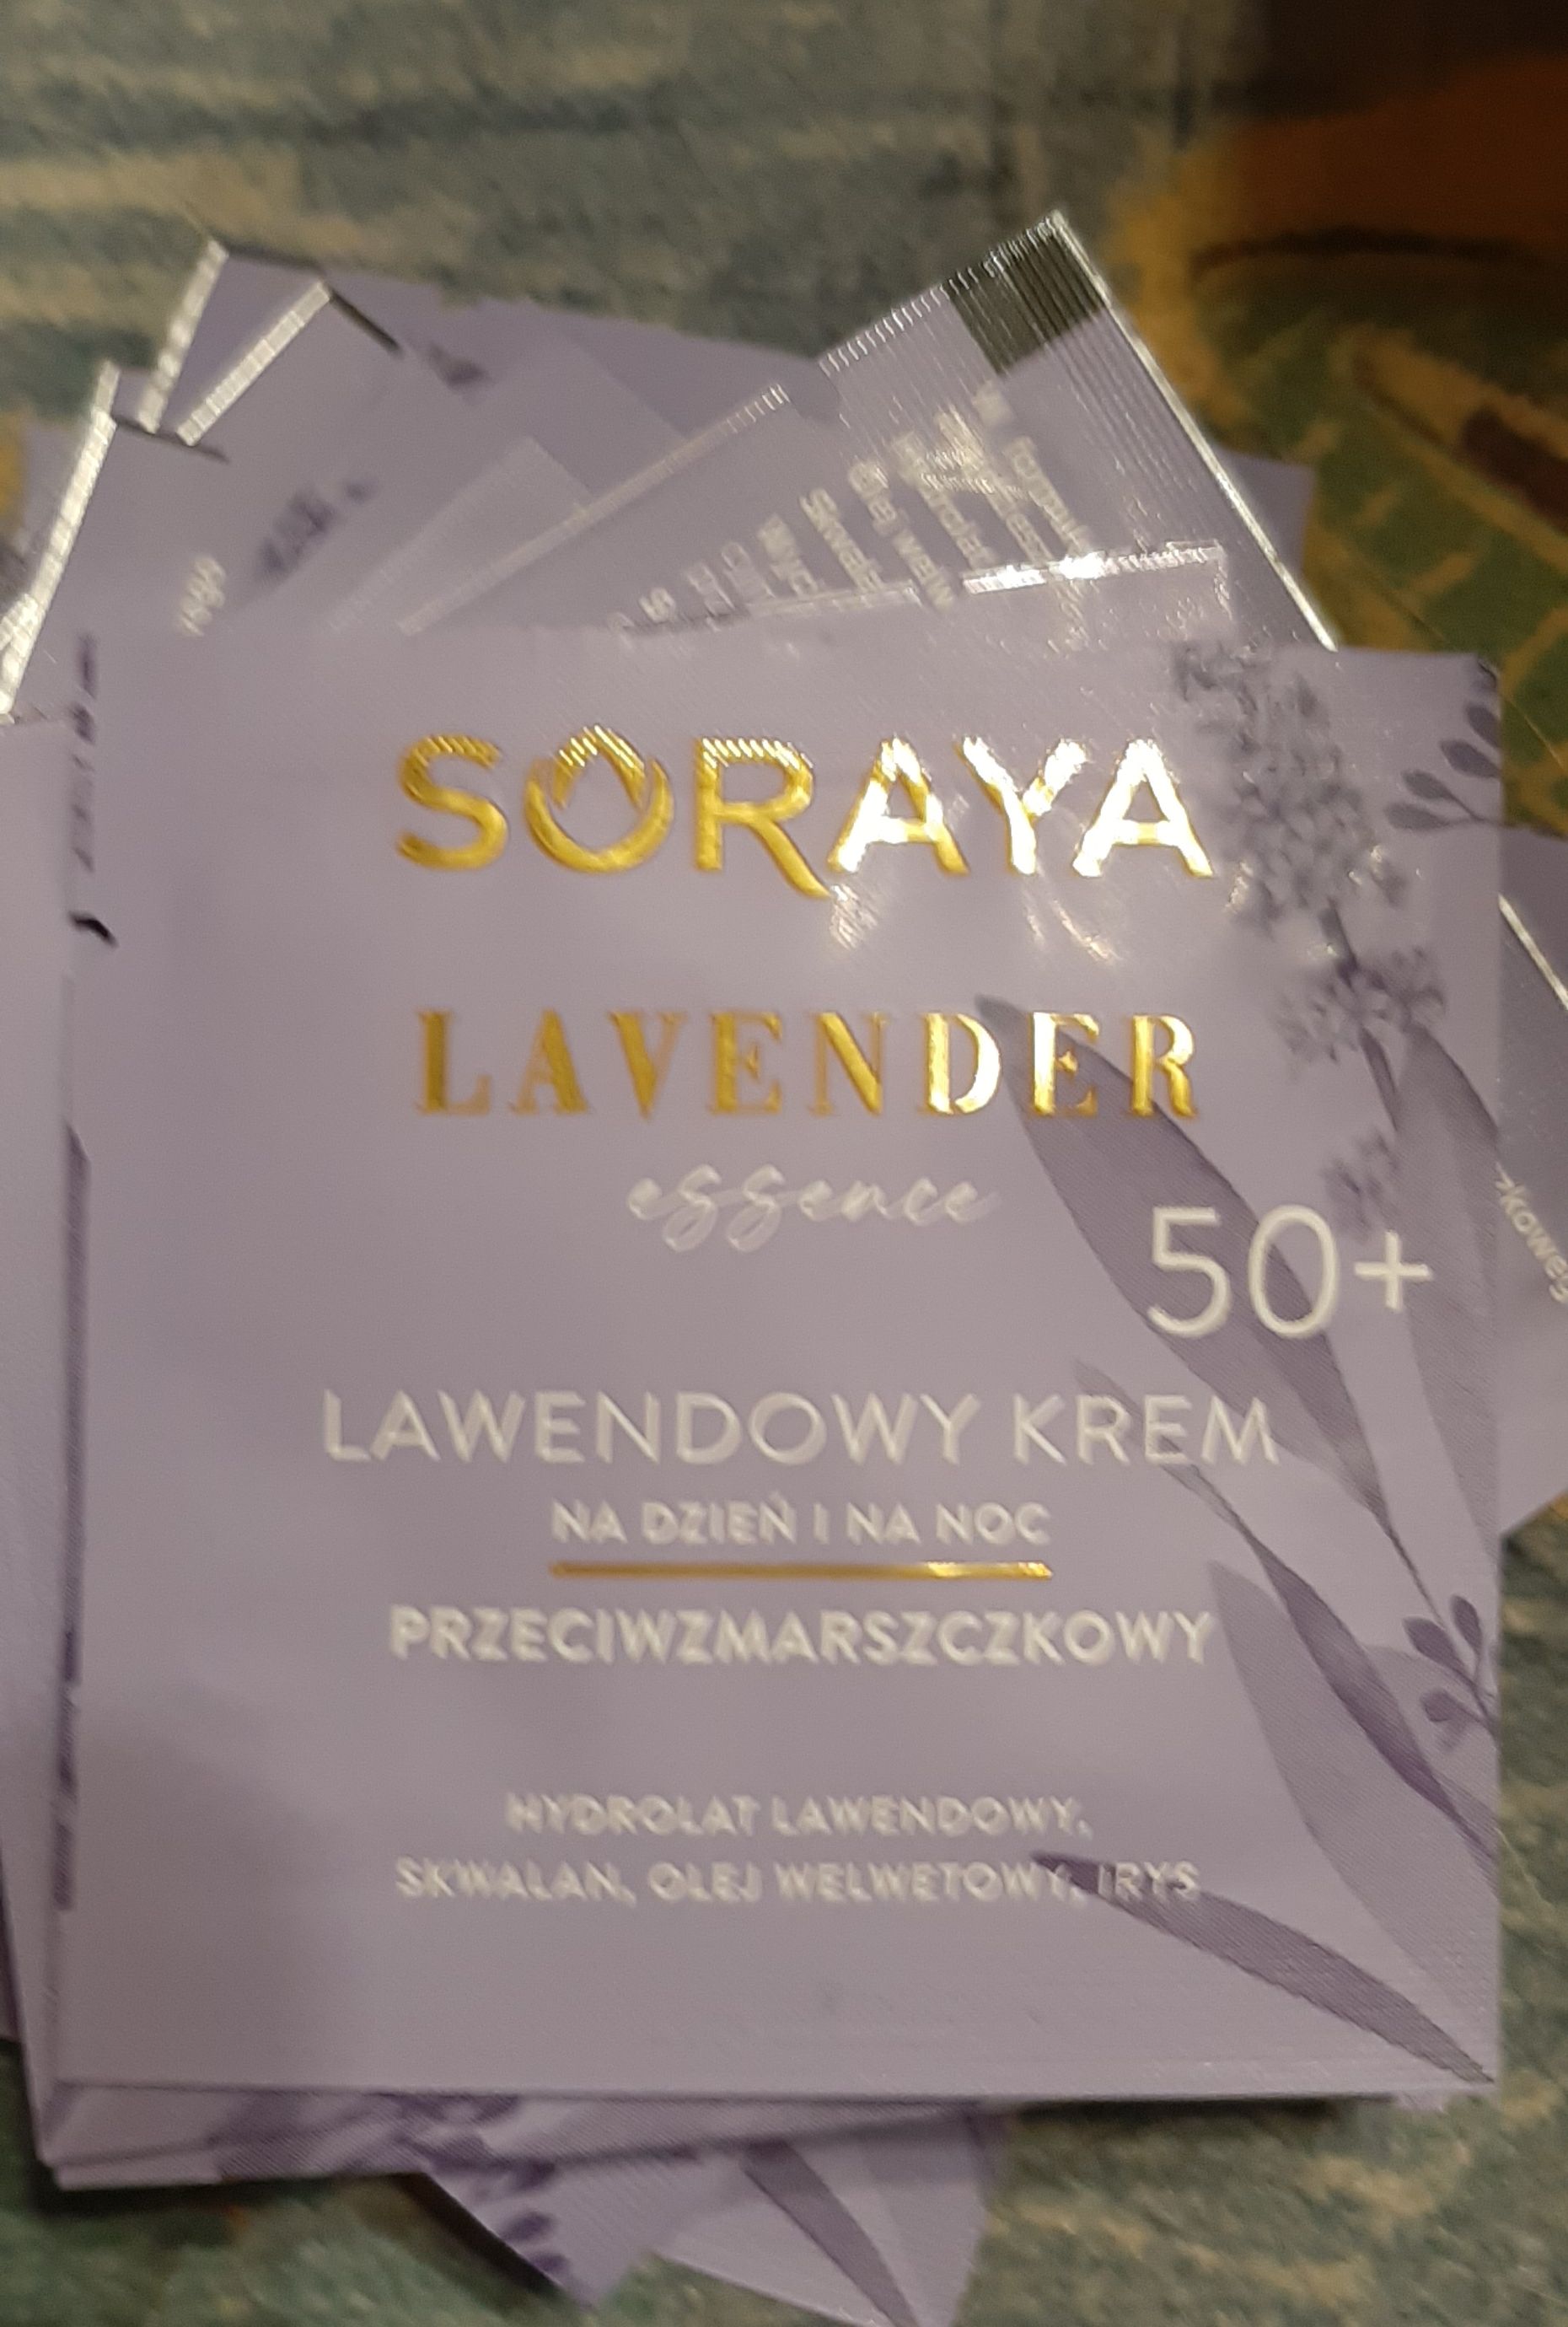 SORAYA
LAVENDER
essence
50+
LAWENDOWY KREM
NA DZIEŃ I NA NOC
PRZECIWZMARSZCZKOWY
HYDROLAT LAWENDOWY,
SKWALAN, OLEJ WELWETOWY, IRYS